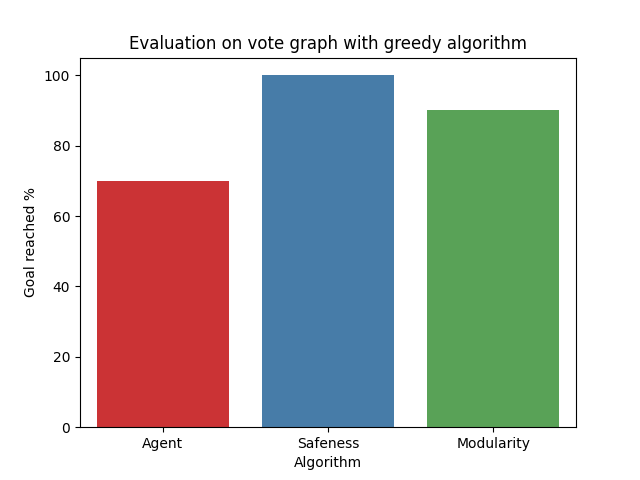 Evaluation on vote graph with greedy algorithm
Goal reached %
100
80
60
40
20
0
Agent
Safeness
Modularity
Algorithm